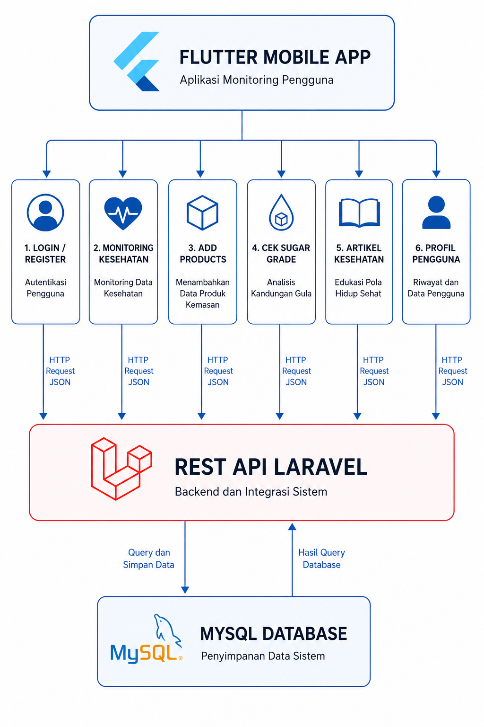 FLUTTER MOBILE APP
Aplikasi Monitoring Pengguna
1. LOGIN /
REGISTER
Autentikasi
Pengguna
2. MONITORING
KESEHATAN
Monitoring Data
Kesehatan
3. ADD
PRODUCTS
Menambahkan
Data Produk
Kemasan
4. CEK SUGAR
GRADE
Analisis
Kandungan Gula
5. ARTIKEL
KESEHATAN
Edukasi Pola
Hidup Sehat
6. PROFIL
PENGGUNA
Riwayat dan
Data Pengguna
HTTP
Request
JSON
HTTP
Request
JSON
HTTP
Request
JSON
HTTP
Request
JSON
HTTP
Request
JSON
HTTP
Request
JSON
REST API LARAVEL
Backend dan Integrasi Sistem
Query dan
Simpan Data
Hasil Query
Database
MySQL®
MYSQL DATABASE
Penyimpanan Data Sistem